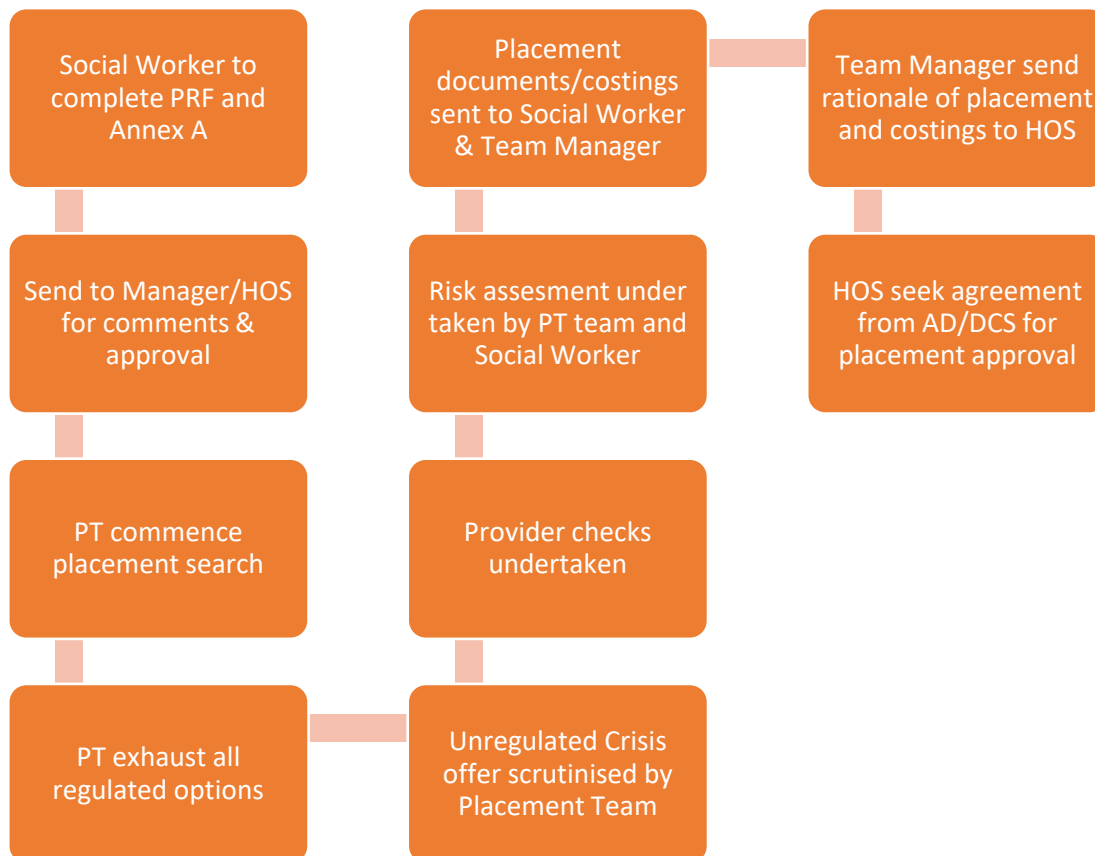 Social Worker to
complete PRF and
Annex A
Send to Manager/HOS
for comments &
approval
PT commence
placement search
PT exhaust all
regulated options
Unregulated Crisis
offer scrutinised by
Placement Team
Provider checks
undertaken
Risk assesment under
taken by PT team and
Social Worker
Placement
documents/costings
sent to Social Worker
& Team Manager
Team Manager send
rationale of placement
and costings to HOS
HOS seek agreement
from AD/DCS for
placement approval